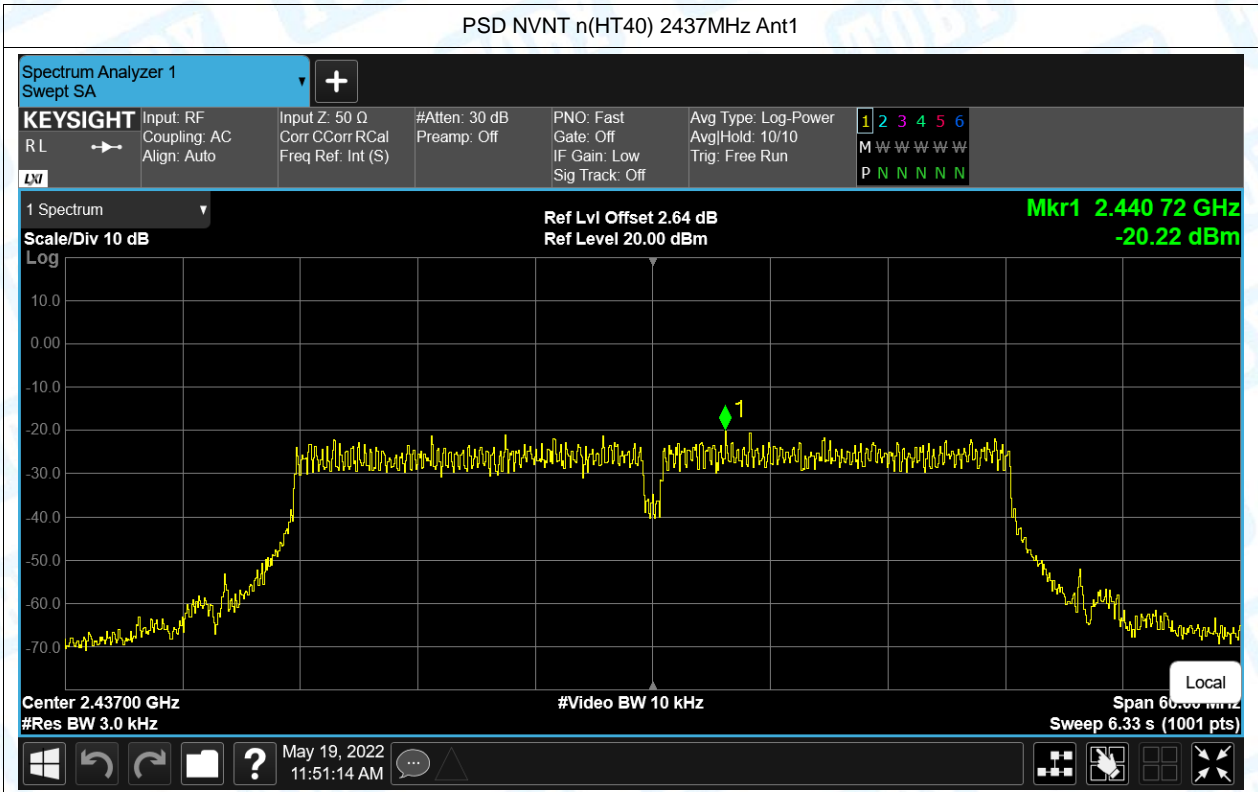 PSD NVNT n(HT40) 2437MHz Ant1
Spectrum Analyzer 1
Swept SA
KEYSIGHT
RL
LXI
Input: RF
Coupling: AC
Align: Auto
Input Z: 50 Ω
Corr CCorr RCal
Freq Ref: Int (S)
#Atten: 30 dB
Preamp: Off
PNO: Fast
Gate: Off
IF Gain: Low
Sig Track: Off
Avg Type: Log-Power
Avg|Hold: 10/10
Trig: Free Run
1 2 3 4 5 6
M W W W W W W
P N N N N N
1 Spectrum
Scale/Div 10 dB
Ref Lvl Offset 2.64 dB
Ref Level 20.00 dBm
Mkr1 2.440 72 GHz
-20.22 dBm
Log
10.0
0.00
-10.0
-20.0
-30.0
-40.0
-50.0
-60.0
-70.0
1
Local
Center 2.43700 GHz
#Video BW 10 kHz
Span 60.00 MHz
#Res BW 3.0 kHz
Sweep 6.33 s (1001 pts)
?
May 19, 2022
11:51:14 AM